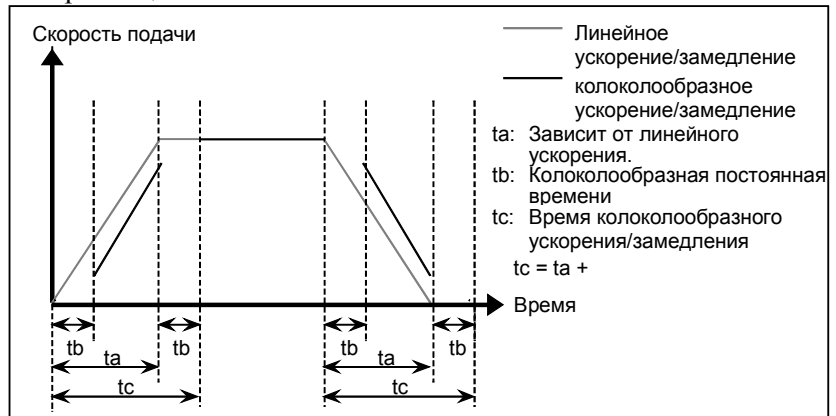 Скорость подачи
Линейное
ускорение/замедление
колоколообразное
ускорение/замедление
ta: Зависит от линейного
ускорения.
tb: Колоколообразная постоянная
времени
tc: Время колоколообразного
ускорения/замедления
tc = ta +
Время
tb tb tb tb
ta ta
tc tc